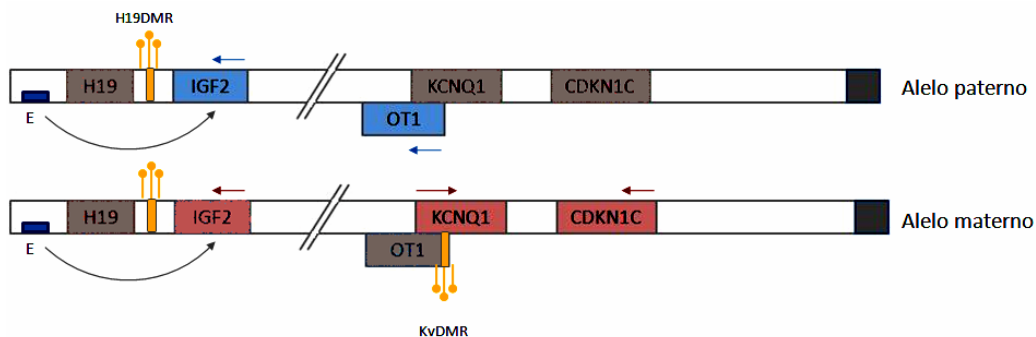 H19DMR
H19
IGF2
KCNQ1
CDKN1C
Alelo paterno
E
OT1
H19
IGF2
KCNQ1
CDKN1C
Alelo materno
E
OT1
KvDMR